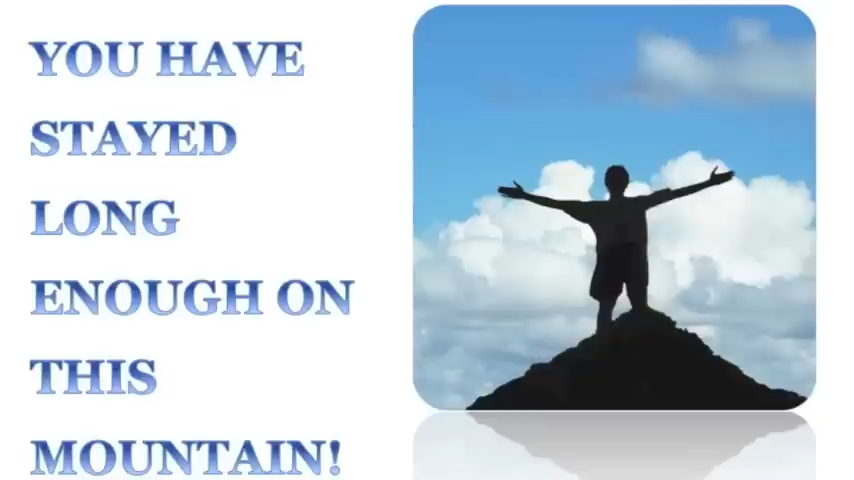 YOU HAVE
STAYED
LONG
ENOUGH ON
THIS
MOUNTAIN!